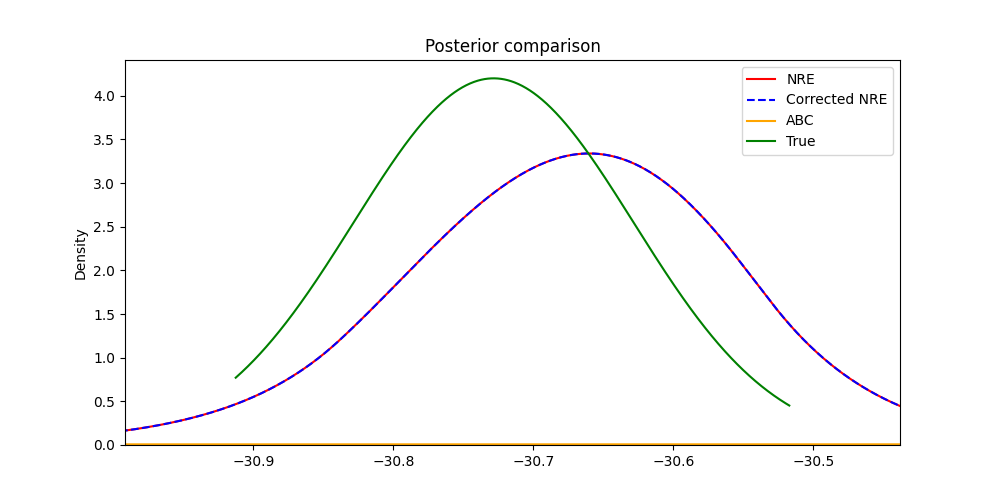 Posterior comparison
NRE
Corrected NRE
ABC
True
Density
4.0
3.5
3.0
2.5
2.0
1.5
1.0
0.5
0.0
−30.9
−30.8
−30.7
−30.6
−30.5